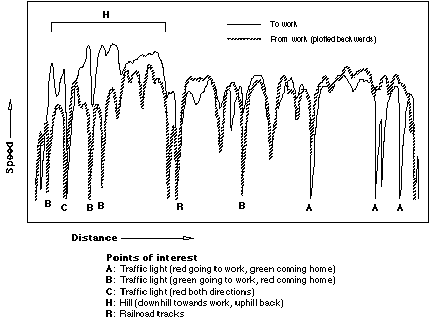 H
To work
From work (plotted backwards)
Speed
B C B B R B A A A
Distance
Points of interest
A: Traffic light (red going to work, green coming home)
B: Traffic light (green going to work, red coming home)
C: Traffic light (red both directions)
H: Hill (downhill towards work, uphill back)
R: Railroad tracks